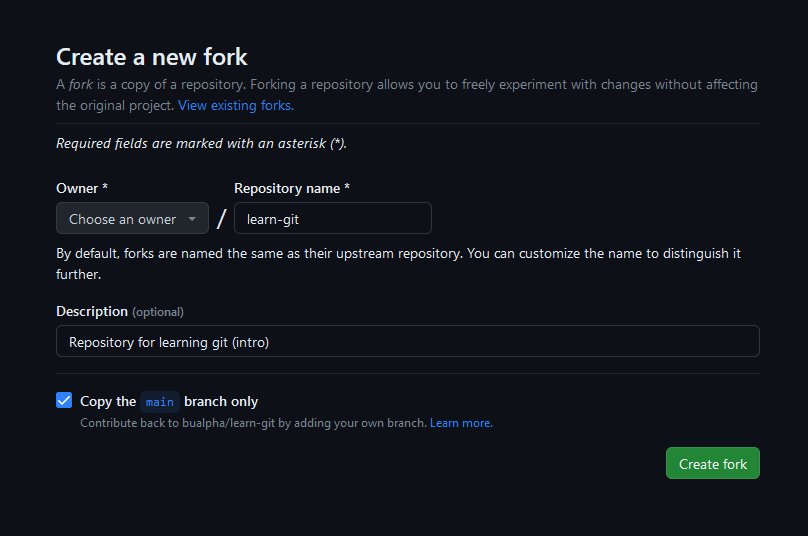 Create a new fork
A fork is a copy of a repository. Forking a repository allows you to freely experiment with changes without affecting
the original project. View existing forks.
Required fields are marked with an asterisk (*).
Owner * Repository name *
Choose an owner / learn-git
By default, forks are named the same as their upstream repository. You can customize the name to distinguish it
further.
Description (optional)
Repository for learning git (intro)
Copy the main branch only
Contribute back to bualpha/learn-git by adding your own branch. Learn more.
Create fork